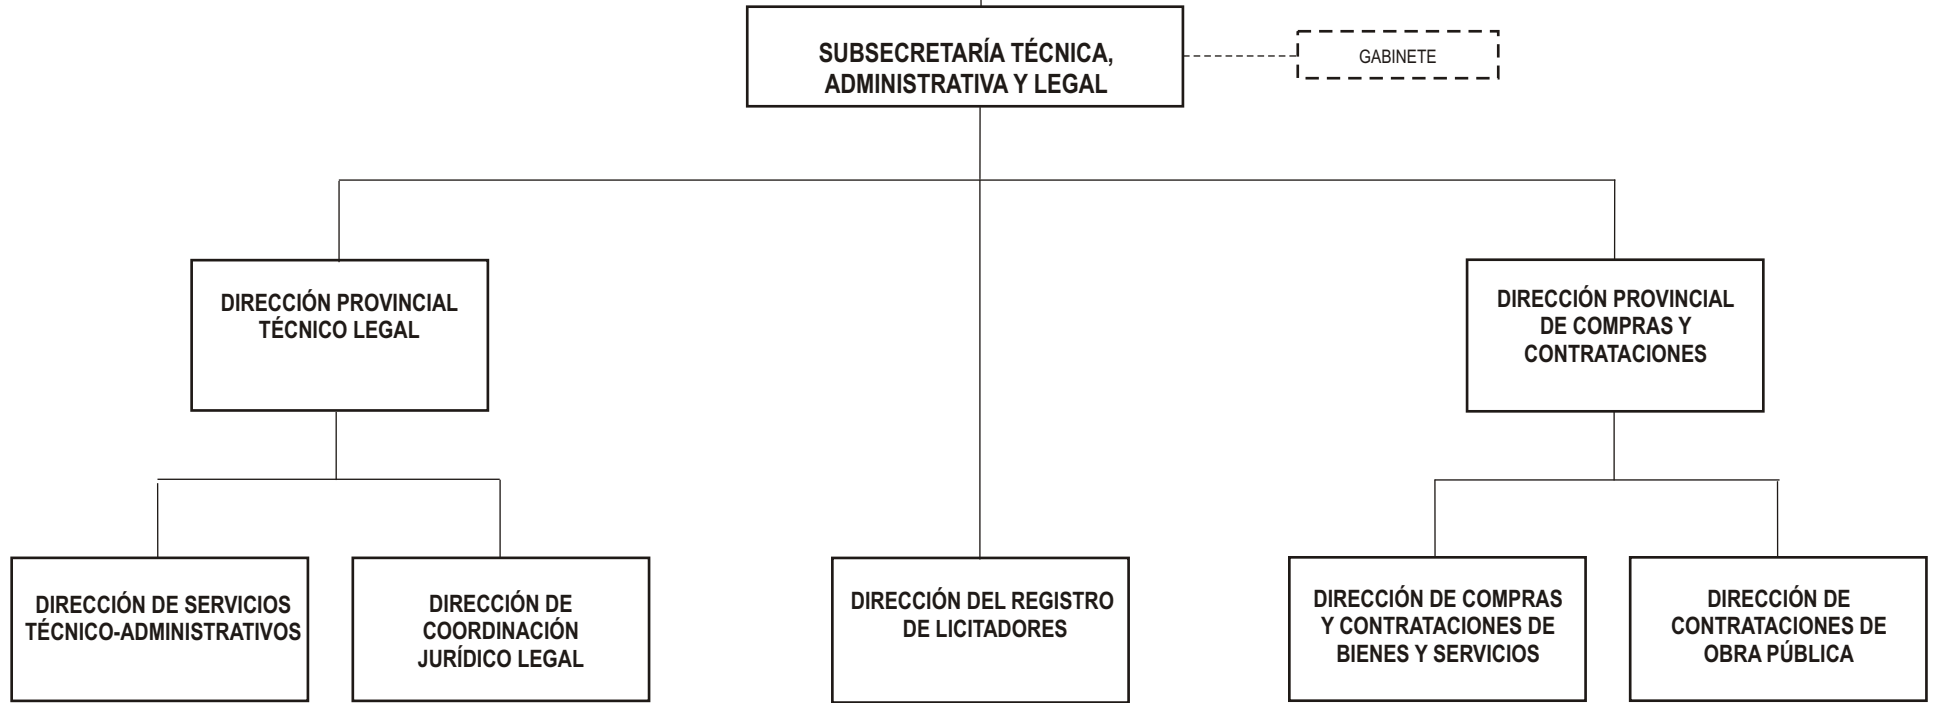 SUBSECRETARÍA TÉCNICA,
ADMINISTRATIVA Y LEGAL
GABINETE
DIRECCIÓN PROVINCIAL
TÉCNICO LEGAL
DIRECCIÓN PROVINCIAL
DE COMPRAS Y
CONTRATACIONES
DIRECCIÓN DE SERVICIOS
TÉCNICO-ADMINISTRATIVOS
DIRECCIÓN DE
COORDINACIÓN
JURÍDICO LEGAL
DIRECCIÓN DEL REGISTRO
DE LICITADORES
DIRECCIÓN DE COMPRAS
Y CONTRATACIONES DE
BIENES Y SERVICIOS
DIRECCIÓN DE
CONTRATACIONES DE
OBRA PÚBLICA